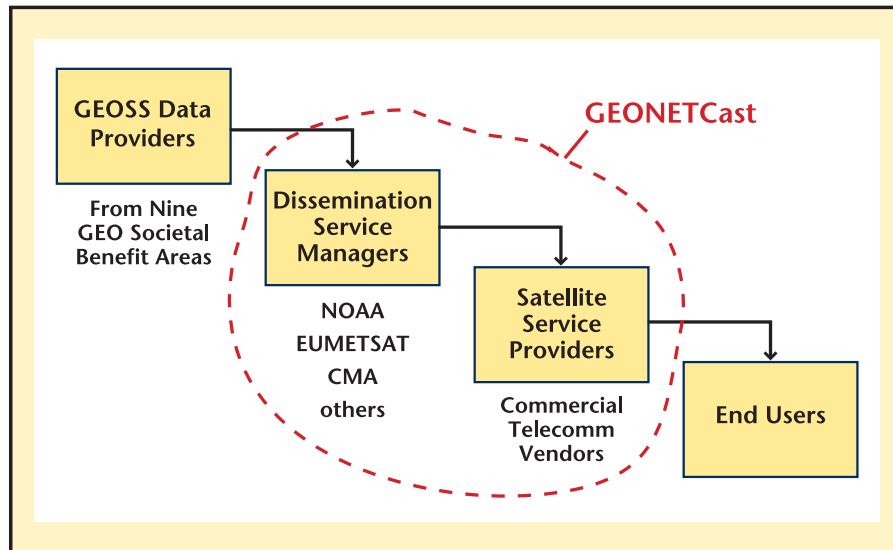 GEOSS Data
Providers
From Nine
GEO Societal
Benefit Areas
GEONETCast
Dissemination
Service
Managers
NOAA
EUMETSAT
CMA
others
Satellite
Service
Providers
Commercial
Telecomm
Vendors
End Users